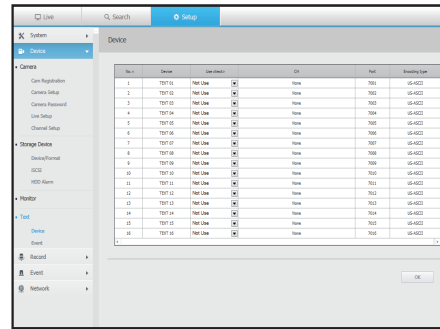 Live Search Setup
System
Device
Camera
Cam Registration
Camera Setup
Camera Password
Live Setup
Channel Setup
Storage Device
Device/Format
iSCSI
HDD Alarm
Monitor
Text
Device
Event
Record
Event
Network
Device
No. Device Use check CH Port Encoding Type
1 TEXT 01 Not Use None 7001 US-ASCII
2 TEXT 02 Not Use None 7002 US-ASCII
3 TEXT 03 Not Use None 7003 US-ASCII
4 TEXT 04 Not Use None 7004 US-ASCII
5 TEXT 05 Not Use None 7005 US-ASCII
6 TEXT 06 Not Use None 7006 US-ASCII
7 TEXT 07 Not Use None 7007 US-ASCII
8 TEXT 08 Not Use None 7008 US-ASCII
9 TEXT 09 Not Use None 7009 US-ASCII
10 TEXT 10 Not Use None 7010 US-ASCII
11 TEXT 11 Not Use None 7011 US-ASCII
12 TEXT 12 Not Use None 7012 US-ASCII
13 TEXT 13 Not Use None 7013 US-ASCII
14 TEXT 14 Not Use None 7014 US-ASCII
15 TEXT 15 Not Use None 7015 US-ASCII
16 TEXT 16 Not Use None 7016 US-ASCII
OK